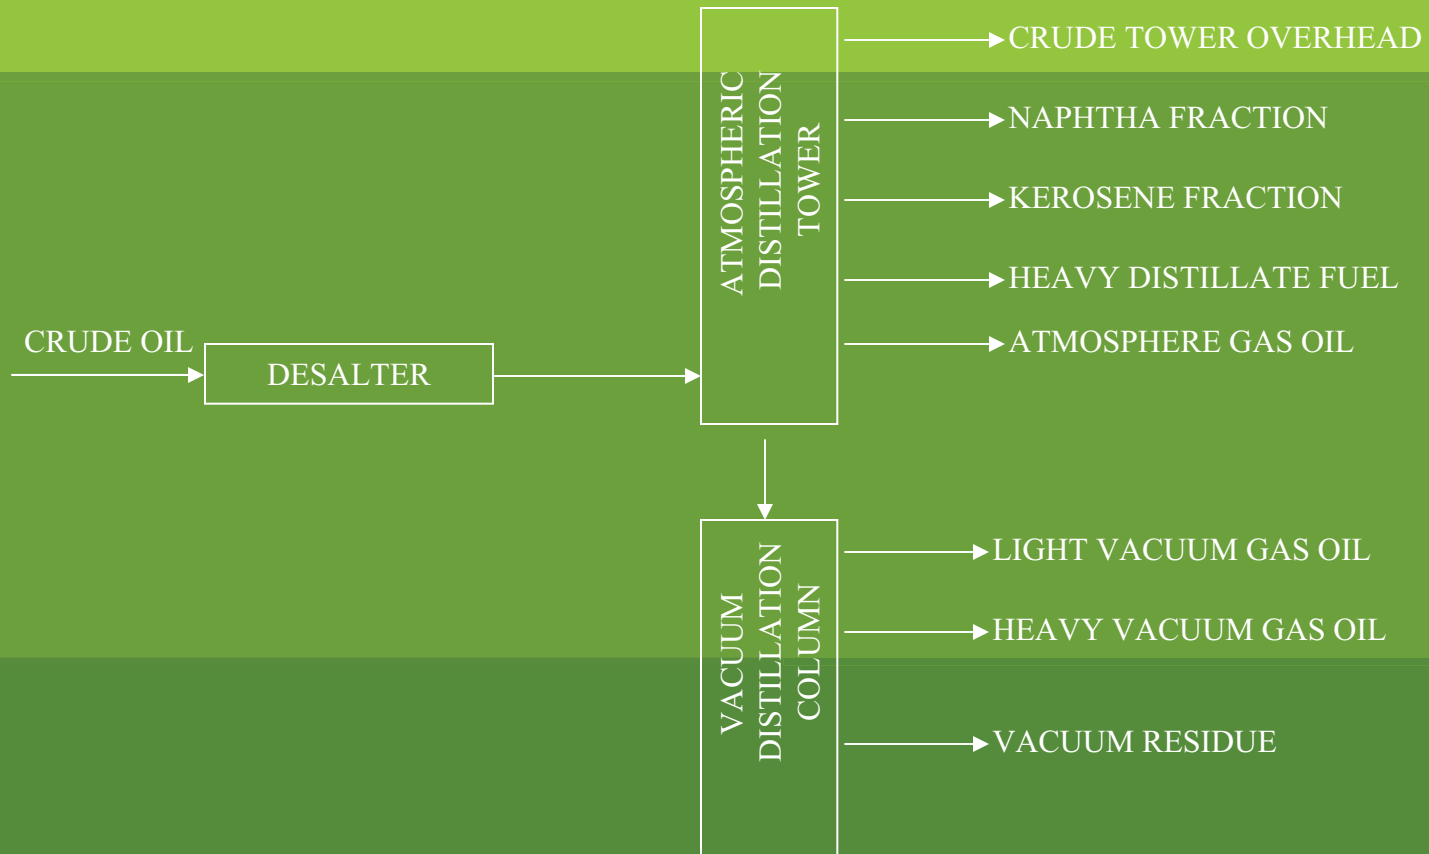 CRUDE TOWER OVERHEAD
NAPHTHA FRACTION
KEROSENE FRACTION
HEAVY DISTILLATE FUEL
ATMOSPHERE GAS OIL
ATMOSPHERIC
DISTILLATION
TOWER
CRUDE OIL
DESALTER
LIGHT VACUUM GAS OIL
HEAVY VACUUM GAS OIL
VACUUM RESIDUE
VACUUM
DISTILLATION
COLUMN